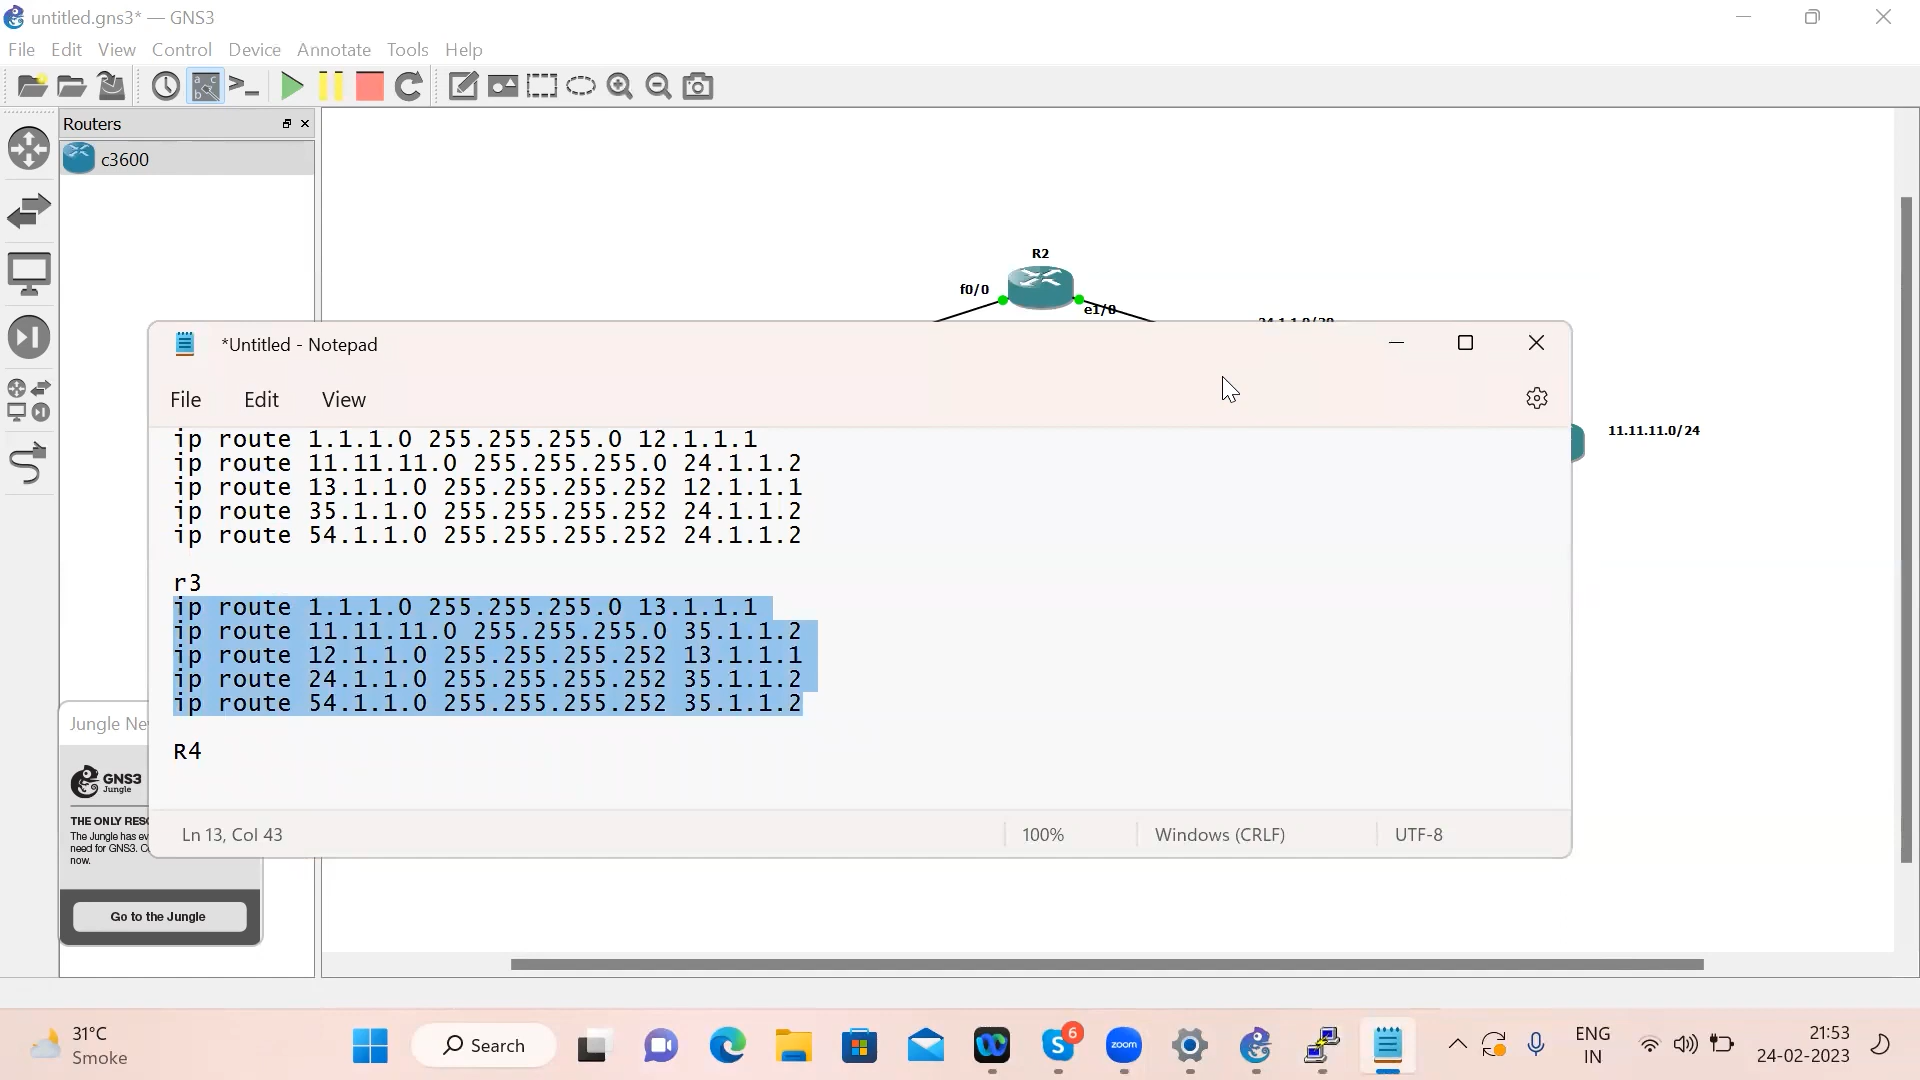 untitled.gns3* — GNS3
File Edit View Control Device Annotate Tools Help
Routers
c3600
R2
f0/0
e1/0
11.11.11.0/24
*Untitled - Notepad
File Edit View
ip route 1.1.1.0 255.255.255.0 12.1.1.1
ip route 11.11.11.0 255.255.255.0 24.1.1.2
ip route 13.1.1.0 255.255.255.252 12.1.1.1
ip route 35.1.1.0 255.255.255.252 24.1.1.2
ip route 54.1.1.0 255.255.255.252 24.1.1.2
r3
ip route 1.1.1.0 255.255.255.0 13.1.1.1
ip route 11.11.11.0 255.255.255.0 35.1.1.2
ip route 12.1.1.0 255.255.255.252 13.1.1.1
ip route 24.1.1.0 255.255.255.252 35.1.1.2
ip route 54.1.1.0 255.255.255.252 35.1.1.2
R4
Ln 13, Col 43
100%
Windows (CRLF)
UTF-8
Jungle Ne
GNS3
Jungle
THE ONLY RES
The Jungle has ev
need for GNS3. C
now.
Go to the Jungle
31°C
Smoke
Search
6
zoom
ENG
IN
21:53
24-02-2023